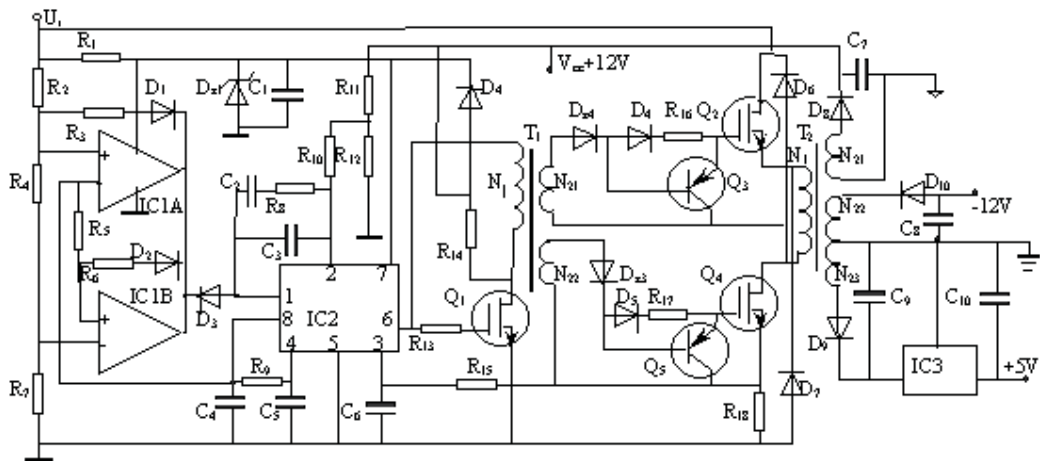 U₁
R₁
C₇
R₂
D₁
Dz₁
C₁
R₁₁
Vcc+12V
D₄
D₆
R₃
Dz₄
D₄
R₁₆
Q₂
D₈
T₁
T₂
R₁₀
R₁₂
N₁
N₂₁
R₄
IC1A
C₂
R₈
Q₃
N₁
N₂₁
D₁₀
-12V
R₅
C₃
R₁₄
N₂₂
C₈
R₆
D₂
2
7
N₂₂
Dz₃
Q₄
N₂₃
IC1B
D₃
1
8
IC2
6
Q₁
D₅
R₁₇
C₉
C₁₀
4
5
3
R₁₃
Q₅
D₉
R₇
R₉
R₁₅
IC3
+5V
C₄
C₅
C₆
R₁₈
D₇